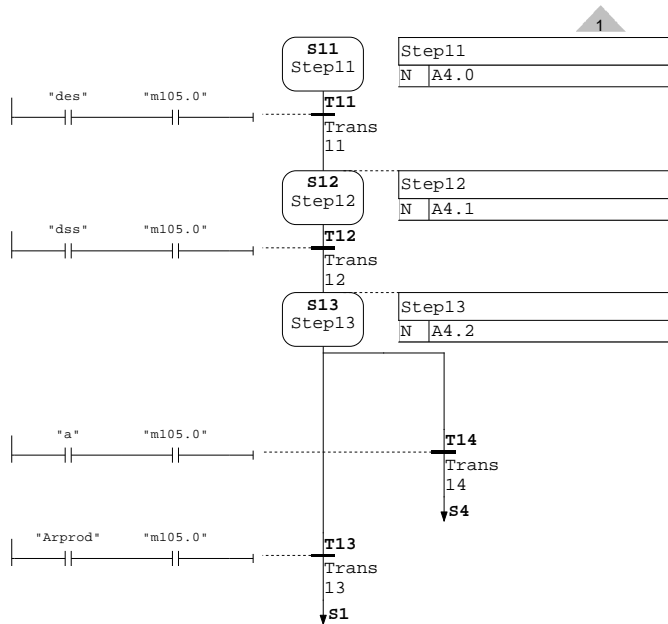 1
S11
Step11
Step11
N A4.0
"des" "m105.0"
T11
Trans
11
S12
Step12
Step12
N A4.1
"dss" "m105.0"
T12
Trans
12
S13
Step13
Step13
N A4.2
"a" "m105.0"
T14
Trans
14
S4
"Arprod" "m105.0"
T13
Trans
13
S1